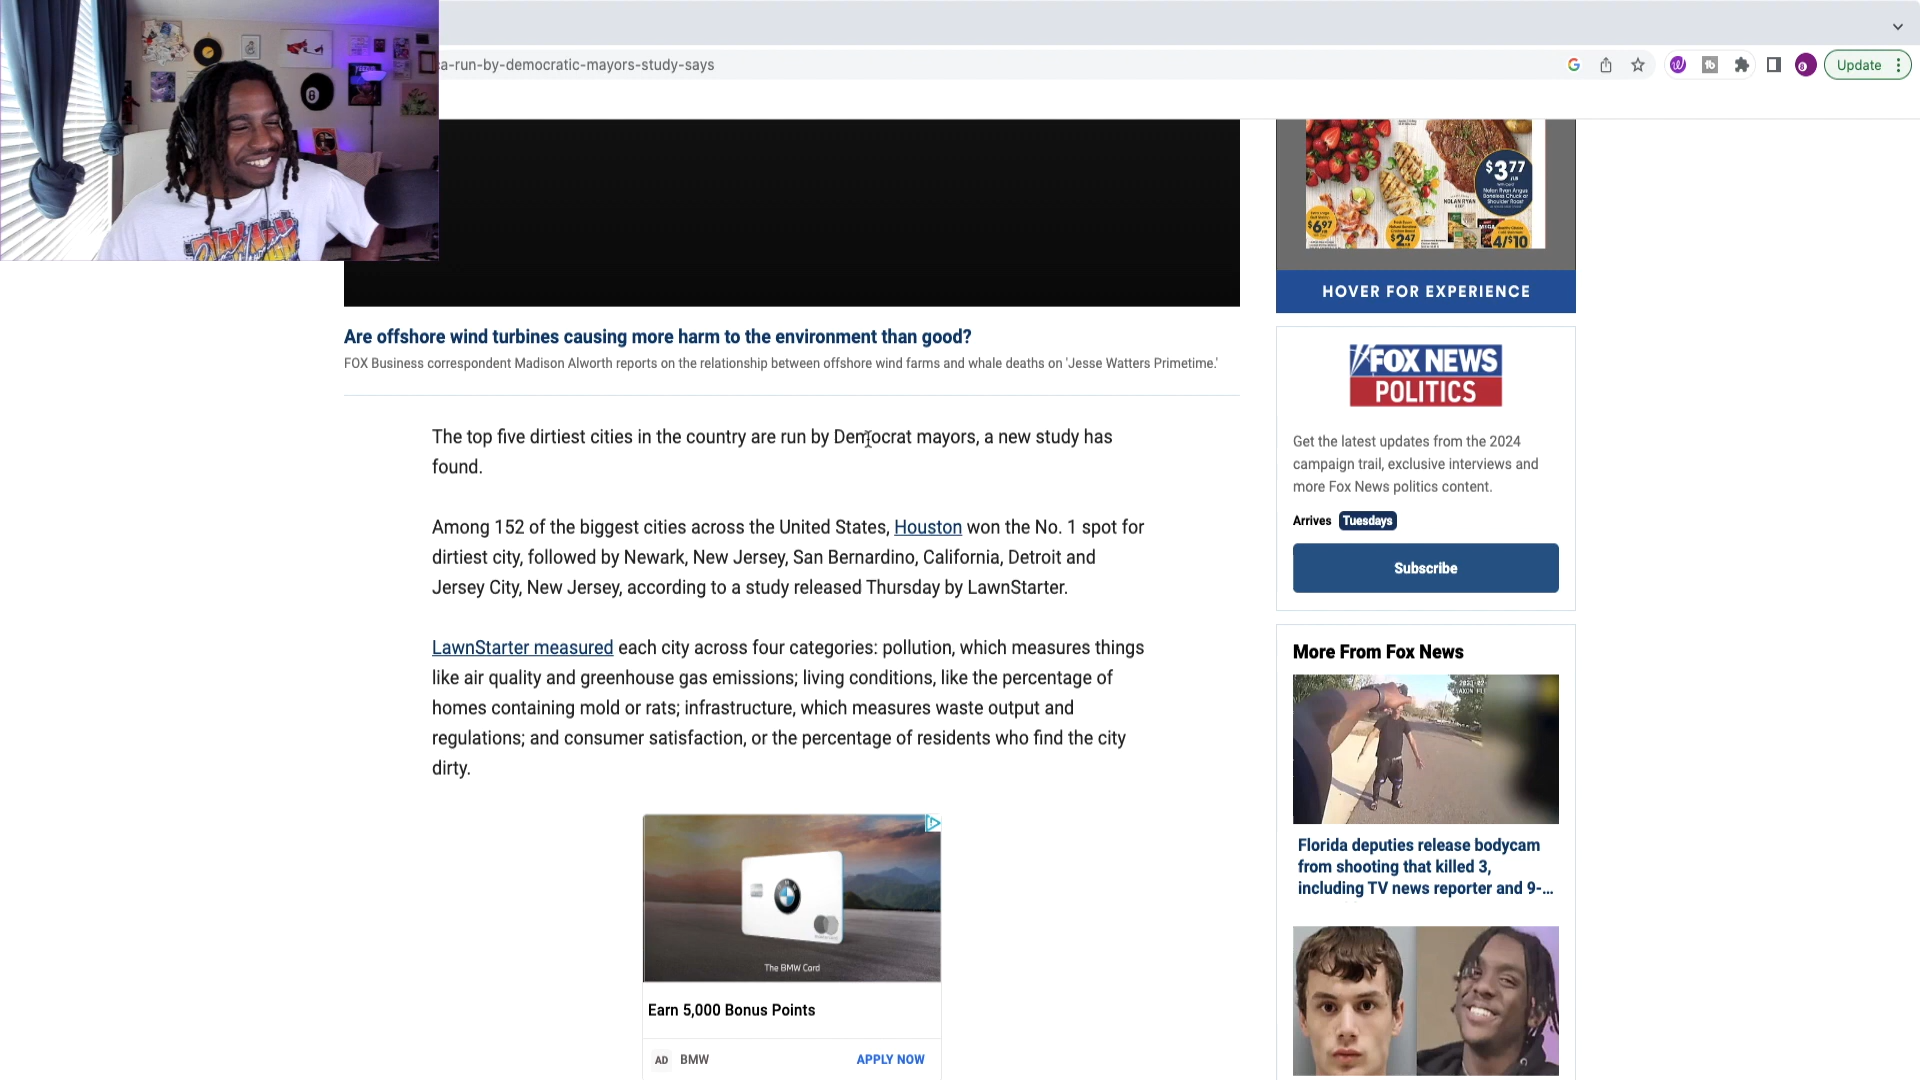 ca-run-by-democratic-mayors-study-says
Update
Are offshore wind turbines causing more harm to the environment than good?
FOX Business correspondent Madison Alworth reports on the relationship between offshore wind farms and whale deaths on 'Jesse Watters Primetime.'
The top five dirtiest cities in the country are run by Democrat mayors, a new study has
found.
Among 152 of the biggest cities across the United States, Houston won the No. 1 spot for
dirtiest city, followed by Newark, New Jersey, San Bernardino, California, Detroit and
Jersey City, New Jersey, according to a study released Thursday by LawnStarter.
LawnStarter measured each city across four categories: pollution, which measures things
like air quality and greenhouse gas emissions; living conditions, like the percentage of
homes containing mold or rats; infrastructure, which measures waste output and
regulations; and consumer satisfaction, or the percentage of residents who find the city
dirty.
The BMW Card
Earn 5,000 Bonus Points
AD BMW
APPLY NOW
$3.77
$6.97
$2.47
4/$10
HOVER FOR EXPERIENCE
FOX NEWS
POLITICS
Get the latest updates from the 2024
campaign trail, exclusive interviews and
more Fox News politics content.
Arrives Tuesdays
Subscribe
More From Fox News
Florida deputies release bodycam
from shooting that killed 3,
including TV news reporter and 9-...